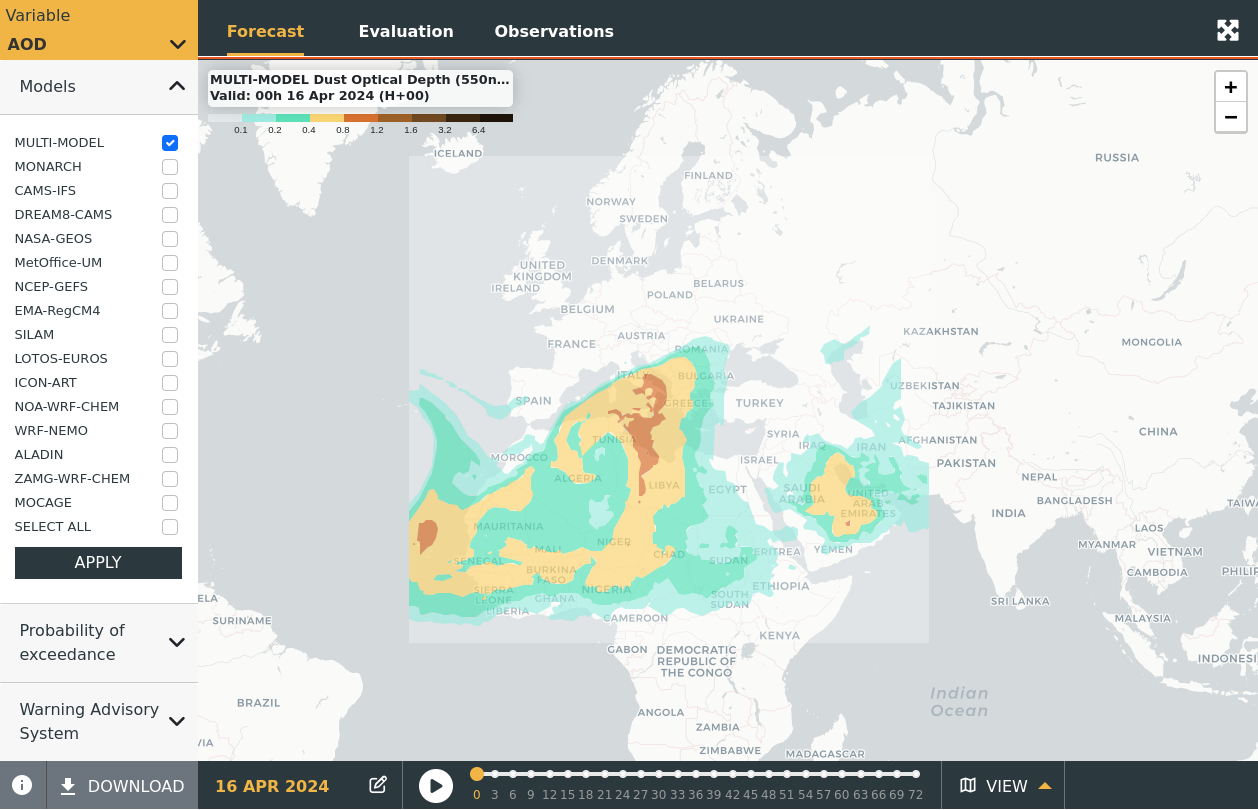 Variable
AOD
Forecast
Evaluation
Observations
Models
MULTI-MODEL Dust Optical Depth (550n…
Valid: 00h 16 Apr 2024 (H+00)
0.1 0.2 0.4 0.8 1.2 1.6 3.2 6.4
+
−
MULTI-MODEL
MONARCH
CAMS-IFS
DREAM8-CAMS
NASA-GEOS
MetOffice-UM
NCEP-GEFS
EMA-RegCM4
SILAM
LOTOS-EUROS
ICON-ART
NOA-WRF-CHEM
WRF-NEMO
ALADIN
ZAMG-WRF-CHEM
MOCAGE
SELECT ALL
APPLY
Probability of
exceedance
Warning Advisory
System
ICELAND
RUSSIA
FINLAND
NORWAY
SWEDEN
DENMARK
UNITED
KINGDOM
IRELAND
BELARUS
POLAND
BELGIUM
UKRAINE
AUSTRIA
FRANCE
ROMANIA
KAZAKHSTAN
MONGOLIA
ITAL
BULGARIA
UZBEKISTAN
SPAIN
GREECE
TURKEY
TAJIKISTAN
TUNISIA
SYRIA
IRAQ
IRAN
AFGHANISTAN
CHINA
MOROCCO
ISRAEL
PAKISTAN
ALGERIA
LIBYA
EGYPT
SAUDI
ARABIA
UNITED
ARAB
EMIRATES
NEPAL
BANGLADESH
TAIWA
INDIA
MAURITANIA
LAOS
MALI
NIGER
CHAD
SUDAN
ERITREA
YEMEN
MYANMAR
VIETNAM
SENEGAL
BURKINA
FASO
CAMBODIA
PHILIP
SIERRA
LEONE
GHANA
NIGERIA
SOUTH
SUDAN
ETHIOPIA
LIBERIA
CAMEROON
SRI LANKA
MALAYSIA
ELA
SURINAME
KENYA
GABON
DEMOCRATIC
REPUBLIC OF
THE CONGO
INDONESI
BRAZIL
Indian
Ocean
ANGOLA
ZAMBIA
VIA
ZIMBABWE
MADAGASCAR
i
DOWNLOAD
16 APR 2024
0 3 6 9 12 15 18 21 24 27 30 33 36 39 42 45 48 51 54 57 60 63 66 69 72
VIEW